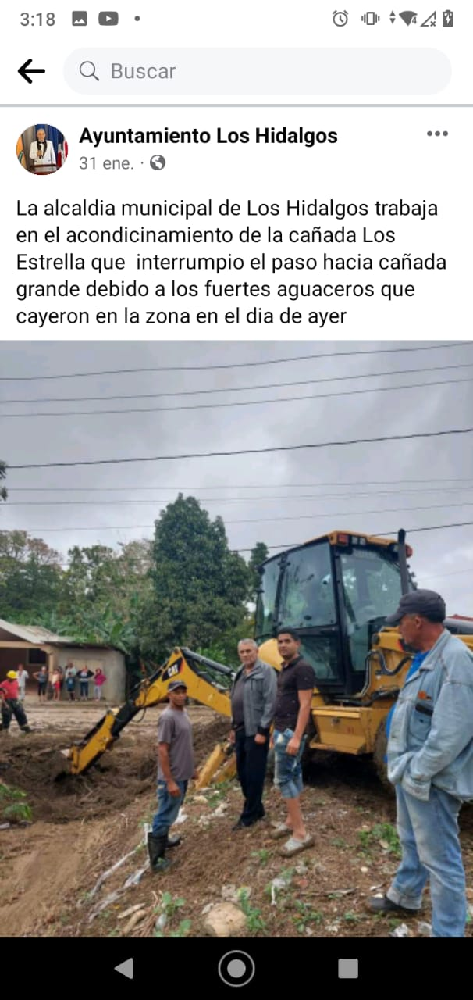 3:18
Buscar
Ayuntamiento Los Hidalgos
31 ene. ·
La alcaldia municipal de Los Hidalgos trabaja
en el acondicinamiento de la cañada Los
Estrella que  interrumpio el paso hacia cañada
grande debido a los fuertes aguaceros que
cayeron en la zona en el dia de ayer
CAT